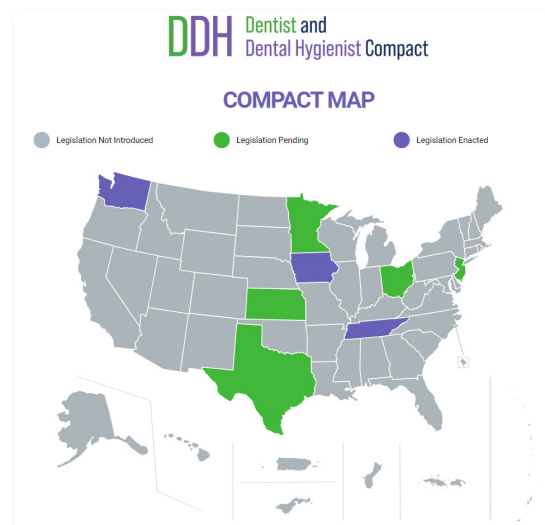 DDH Dentist and
Dental Hygienist Compact
COMPACT MAP
Legislation Not Introduced
Legislation Pending
Legislation Enacted